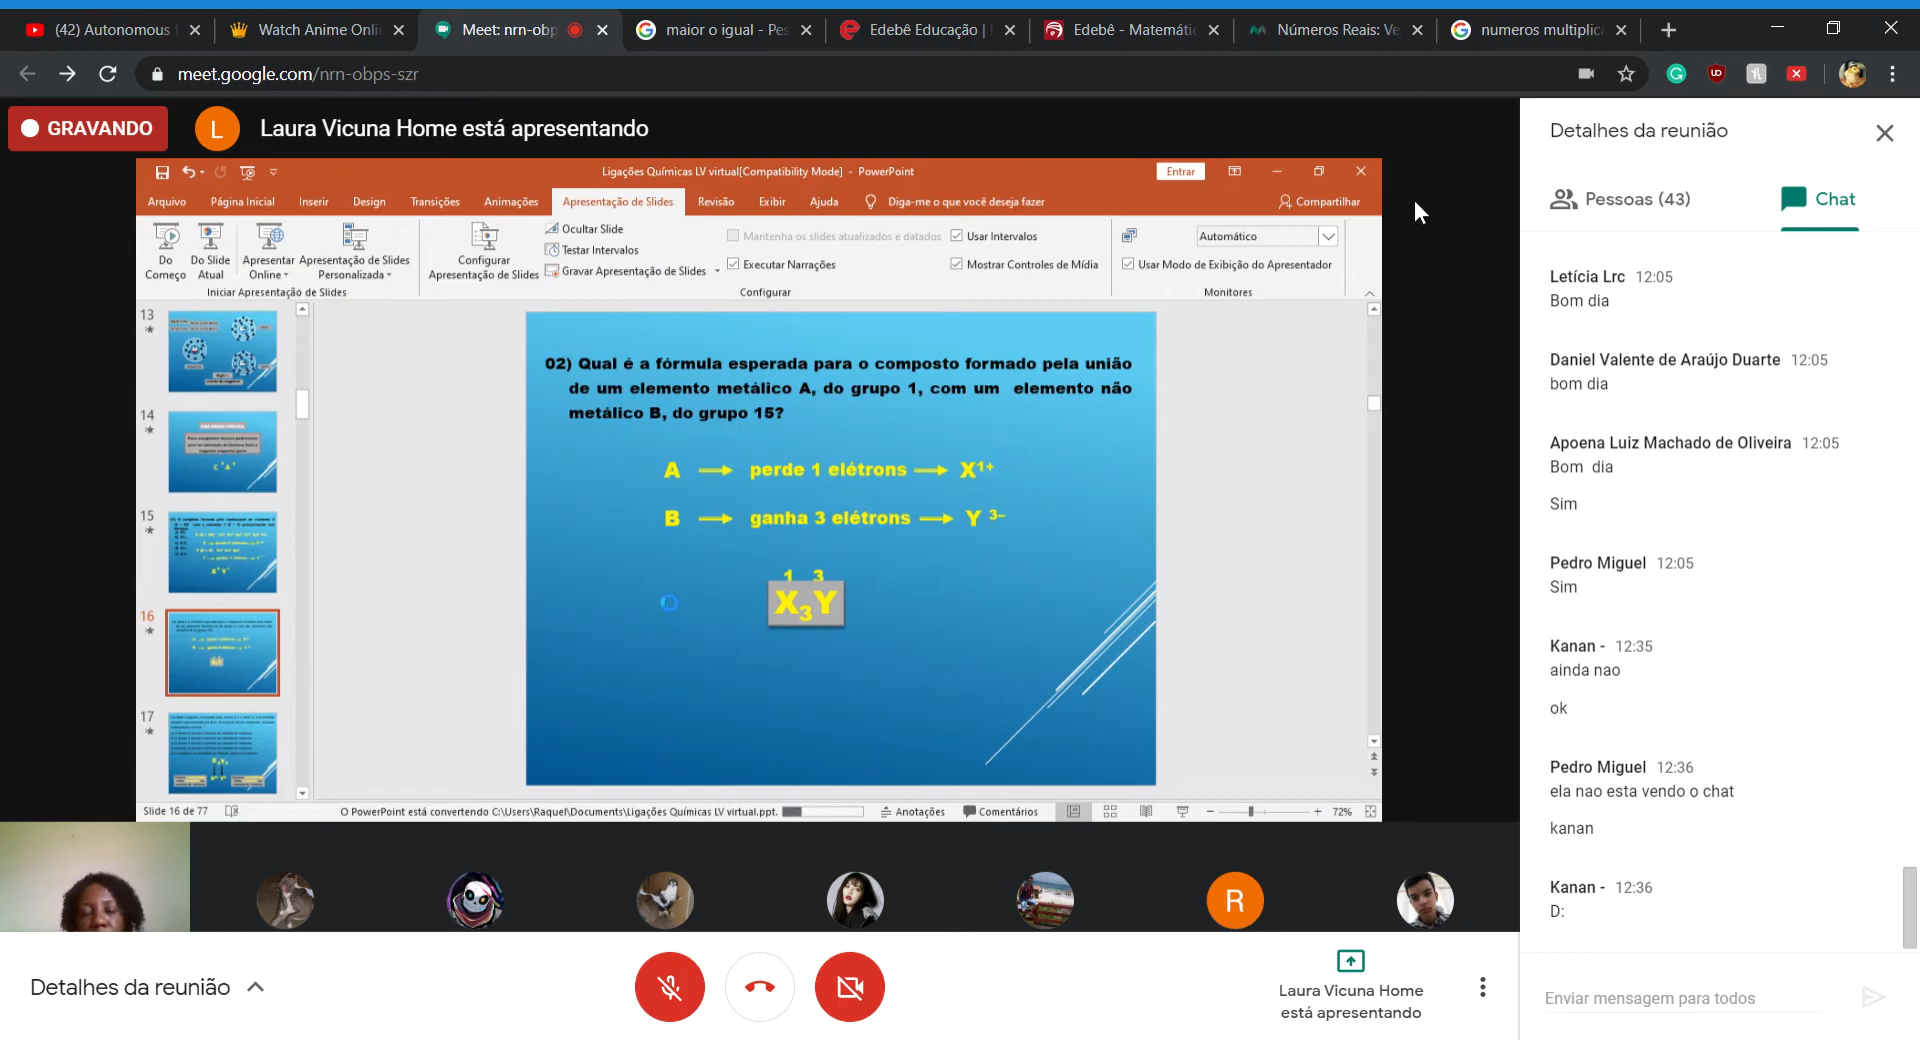 (42) Autonomous
Watch Anime Onli
Meet: nrn-obp
maior o igual - Pes
Edebê Educação |
Edebê - Matemátic
Números Reais: Ve
numeros multiplica
meet.google.com/nrn-obps-szr
GRAVANDO
L
Laura Vicuna Home está apresentando
Ligações Químicas LV virtual[Compatibility Mode] - PowerPoint
Entrar
Arquivo
Página Inicial
Inserir
Design
Transições
Animações
Apresentação de Slides
Revisão
Exibir
Ajuda
Diga-me o que você deseja fazer
Compartilhar
Do
Começo
Do Slide
Atual
Apresentar
Online
Apresentação de Slides
Personalizada
Iniciar Apresentação de Slides
Configurar
Apresentação de Slides
Ocultar Slide
Testar Intervalos
Gravar Apresentação de Slides
Mantenha os slides atualizados e datados
Executar Narrações
Usar Intervalos
Mostrar Controles de Mídia
Configurar
Automático
Usar Modo de Exibição do Apresentador
Monitores
13
14
15
16
17
02) Qual é a fórmula esperada para o composto formado pela união
de um elemento metálico A, do grupo 1, com um elemento não
metálico B, do grupo 15?
A → perde 1 elétrons → X¹⁺
B → ganha 3 elétrons → Y ³⁻
1 3
X₃Y
Slide 16 de 77
O PowerPoint está convertendo C:\Users\Raquel\Documents\Ligações Químicas LV virtual.ppt.
Anotações
Comentários
72%
R
Detalhes da reunião
Laura Vicuna Home
está apresentando
Detalhes da reunião
Pessoas (43)
Chat
Letícia Lrc 12:05
Bom dia
Daniel Valente de Araújo Duarte 12:05
bom dia
Apoena Luiz Machado de Oliveira 12:05
Bom dia
Sim
Pedro Miguel 12:05
Sim
Kanan - 12:35
ainda nao
ok
Pedro Miguel 12:36
ela nao esta vendo o chat
kanan
Kanan - 12:36
D:
Enviar mensagem para todos